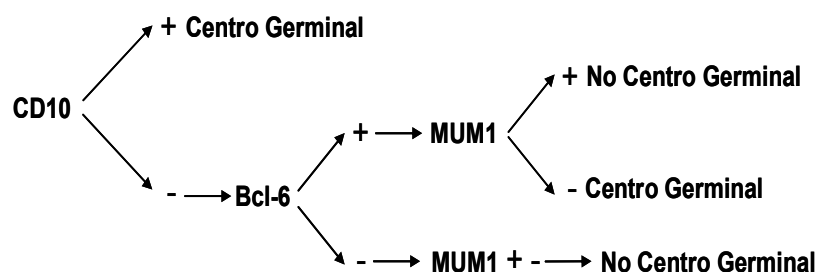 + Centro Germinal
+ No Centro Germinal
CD10
+ MUM1
- Centro Germinal
- Bcl-6
- MUM1 + - No Centro Germinal